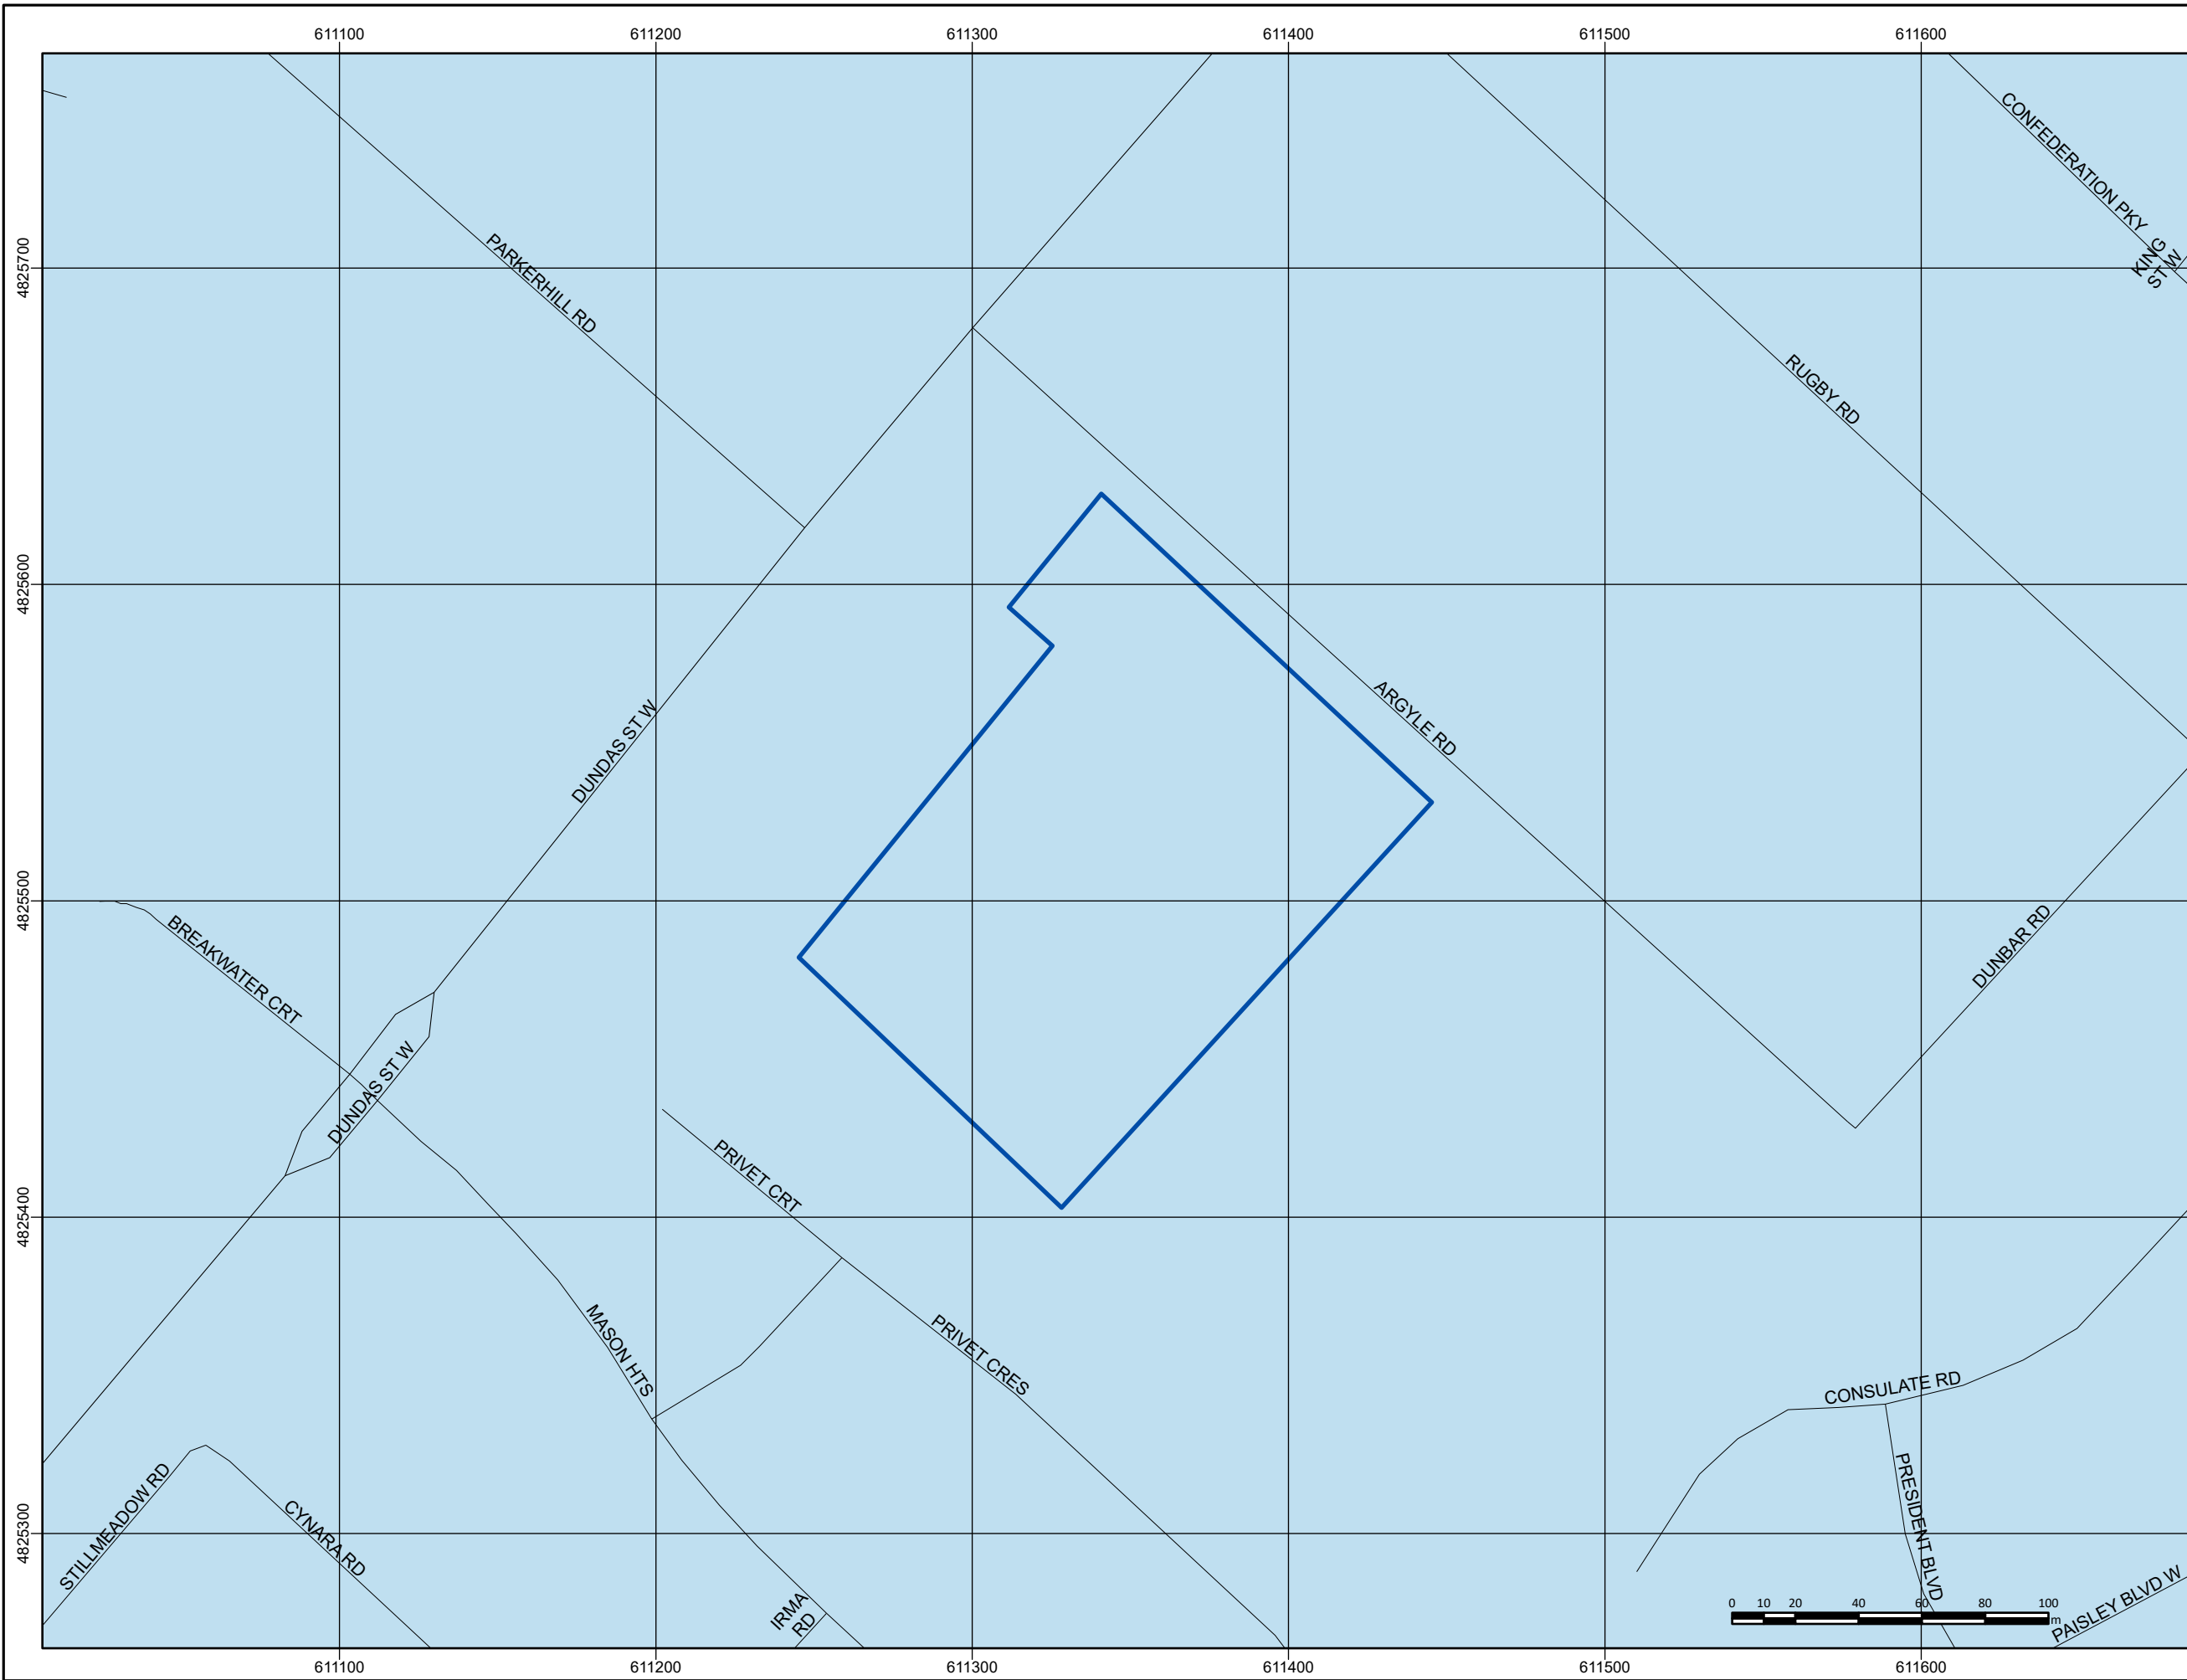 611100 611200 611300 611400 611500 611600
CONFEDERATION PKY
PARKERHILL RD
KING
ST W
4825700
RUGBY RD
4825600
DUNDAS ST W
ARGYLE RD
4825500
BREAKWATER CRT
DUNBAR RD
DUNDAS ST W
PRIVET CRT
4825400
MASON HTS
PRIVET CRES
CONSULATE RD
STILLMEADOW RD
CYNARA RD
4825300
PRESIDENT BLVD
IRMA
RD
0 10 20 40 60 80 100
m
PAISLEY BLVD W
611100 611200 611300 611400 611500 611600